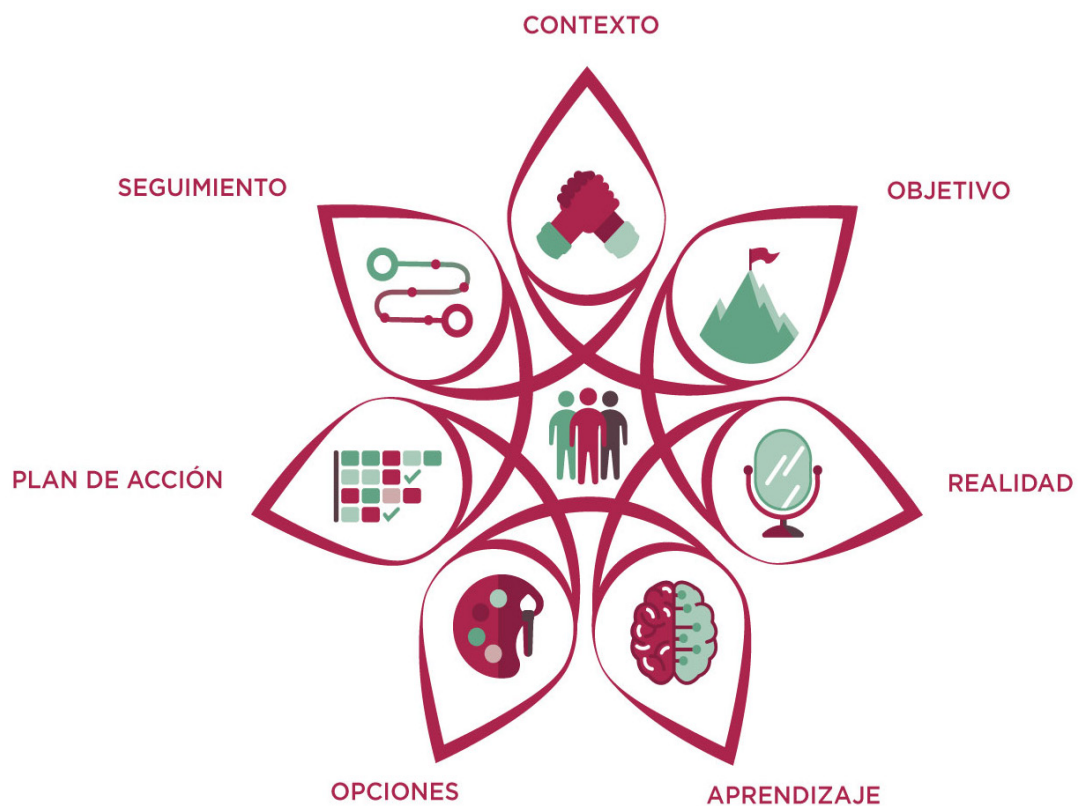 CONTEXTO
OBJETIVO
REALIDAD
APRENDIZAJE
OPCIONES
PLAN DE ACCIÓN
SEGUIMIENTO